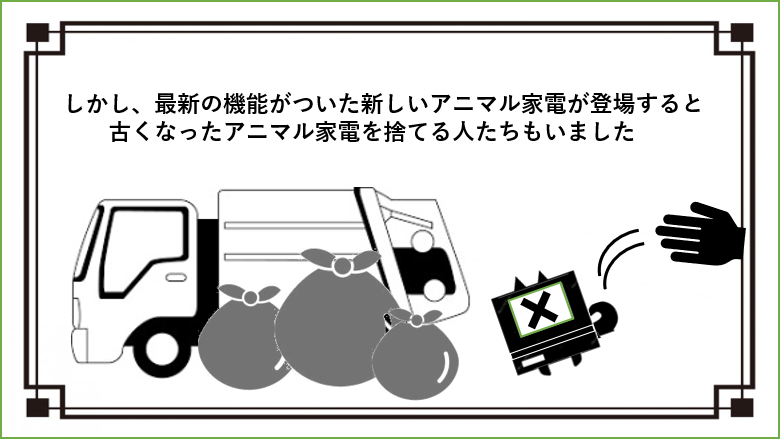 しかし、最新の機能がついた新しいアニマル家電が登場すると
古くなったアニマル家電を捨てる人たちもいました